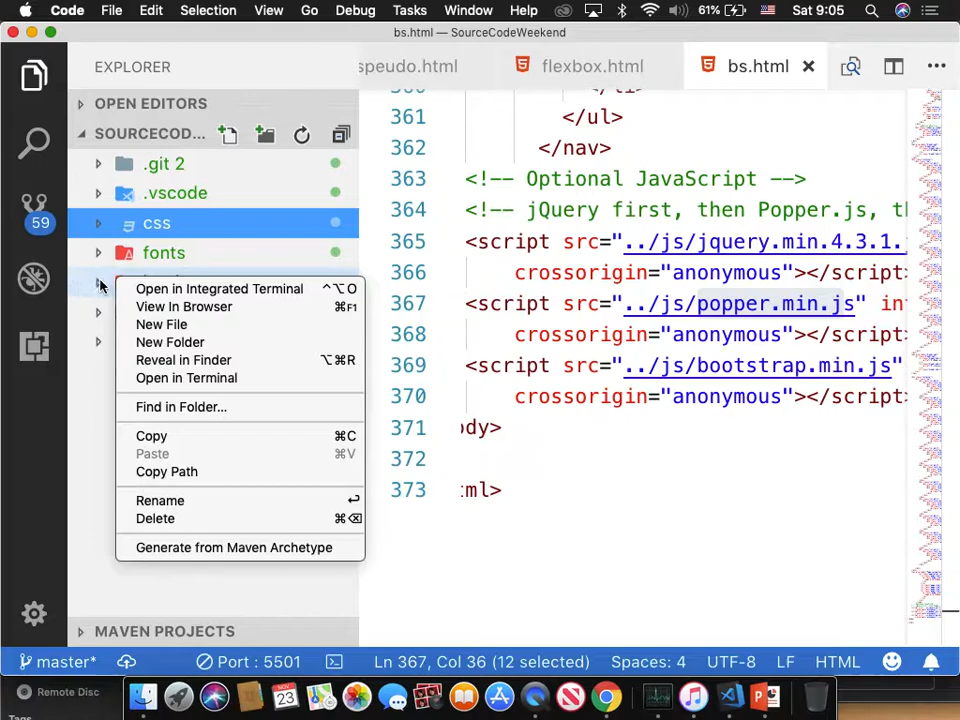 Code File Edit Selection View Go Debug Tasks Window Help 61% Sat 9:05
bs.html — SourceCodeWeekend
EXPLORER
speudo.html flexbox.html bs.html
OPEN EDITORS
SOURCECOD...
.git 2
.vscode
css
fonts
59
Open in Integrated Terminal ^⌥O
View In Browser ⌘F1
New File
New Folder
Reveal in Finder ⌥⌘R
Open in Terminal
Find in Folder...
Copy ⌘C
Paste ⌘V
Copy Path
Rename ↩
Delete ⌘⌫
Generate from Maven Archetype
361 </ul>
362 </nav>
363 <!-- Optional JavaScript -->
364 <!-- jQuery first, then Popper.js, th
365 <script src="../js/jquery.min.4.3.1.
366 crossorigin="anonymous"></script>
367 <script src="../js/popper.min.js" int
368 crossorigin="anonymous"></script>
369 <script src="../js/bootstrap.min.js"
370 crossorigin="anonymous"></script>
371 ody>
372
373 tml>
MAVEN PROJECTS
master* Port : 5501 Ln 367, Col 36 (12 selected) Spaces: 4 UTF-8 LF HTML
Remote Disc
Tags
NOV
23